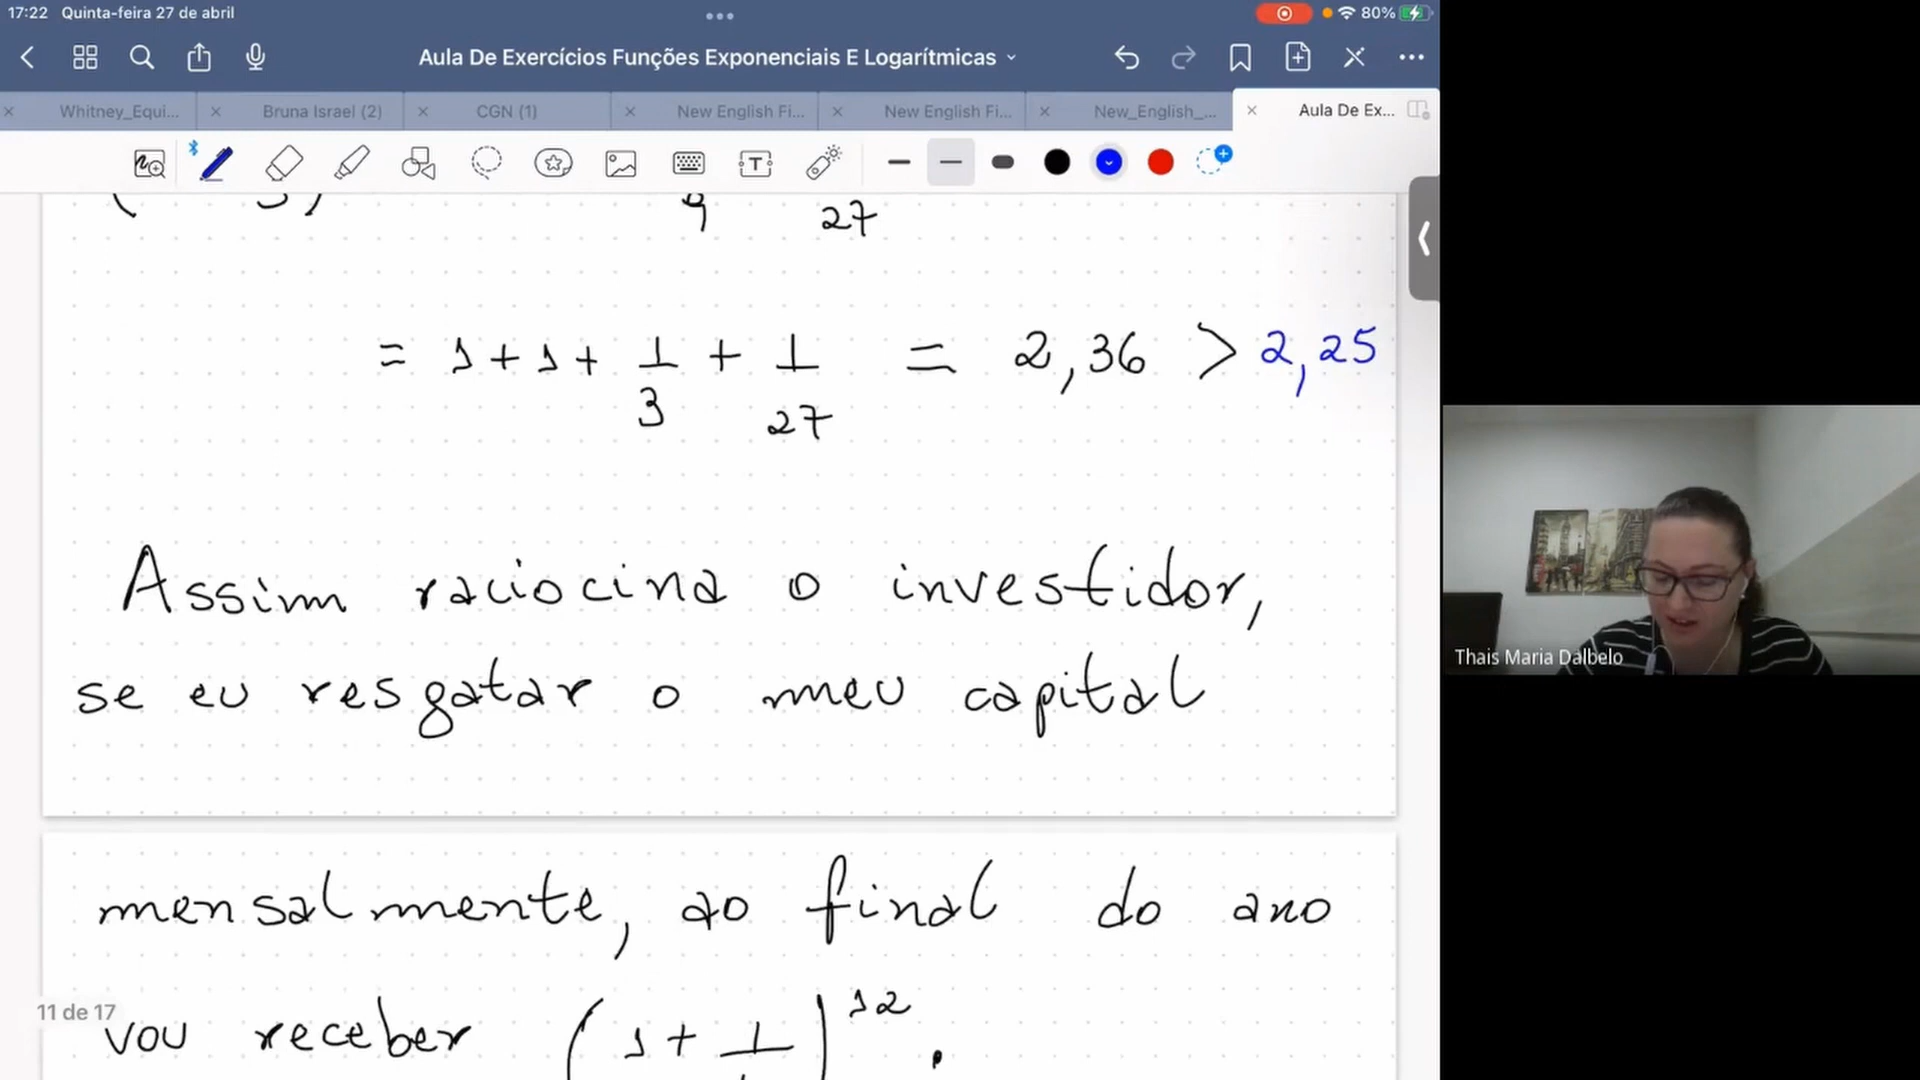 17:22 Quinta-feira 27 de abril
80%
Aula De Exercícios Funções Exponenciais E Logarítmicas
Whitney_Equi... Bruna Israel (2) CGN (1) New English Fi... New English Fi... New_English_... Aula De Ex...
9 27
= 1 + 1 + 1/3 + 1/27 = 2,36 > 2,25
Assim raciocina o investidor,
se eu resgatar o meu capital
mensalmente, ao final do ano
11 de 17
vou receber (1 + 1
)^12 .
Thais Maria Dalbelo